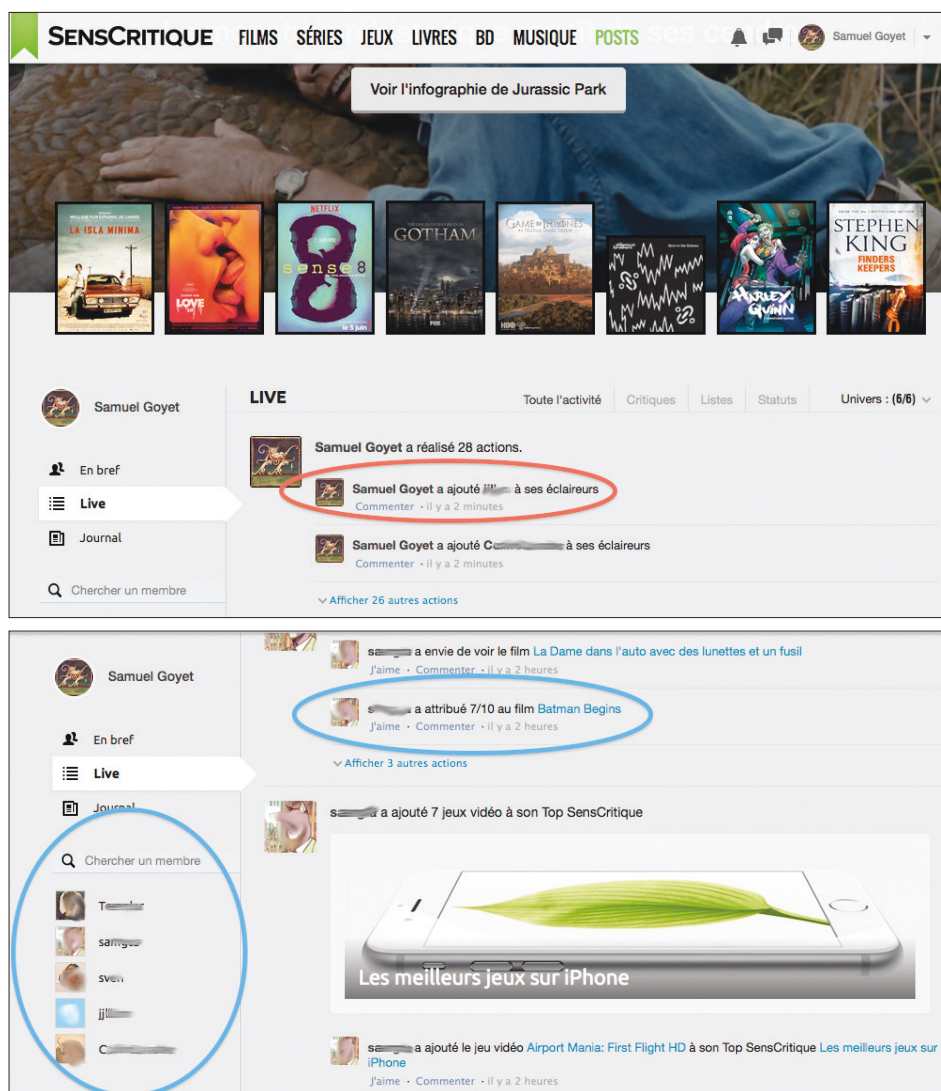 SENSCRITIQUE FILMS SÉRIES JEUX LIVRES BD MUSIQUE POSTS Samuel Goyet
Voir l'infographie de Jurassic Park
LA ISLA MINIMA
LOVE
NETFLIX
sense8
le 5 juin
GOTHAM
FOX
GAME OF THRONES
HBO
HARLEY QUINN
STEPHEN KING
FINDERS KEEPERS
Samuel Goyet
En bref
Live
Journal
Chercher un membre
LIVE Toute l'activité Critiques Listes Statuts Univers : (6/6)
Samuel Goyet a réalisé 28 actions.
Samuel Goyet a ajouté à ses éclaireurs
Commenter • il y a 2 minutes
Samuel Goyet a ajouté à ses éclaireurs
Commenter • il y a 2 minutes
Afficher 26 autres actions
Samuel Goyet
En bref
Live
Journal
Chercher un membre
sven
a envie de voir le film La Dame dans l'auto avec des lunettes et un fusil
J'aime • Commenter • il y a 2 heures
a attribué 7/10 au film Batman Begins
J'aime • Commenter • il y a 2 heures
Afficher 3 autres actions
a ajouté 7 jeux vidéo à son Top SensCritique
Les meilleurs jeux sur iPhone
a ajouté le jeu vidéo Airport Mania: First Flight HD à son Top SensCritique Les meilleurs jeux sur
iPhone
J'aime • Commenter • il y a 2 heures